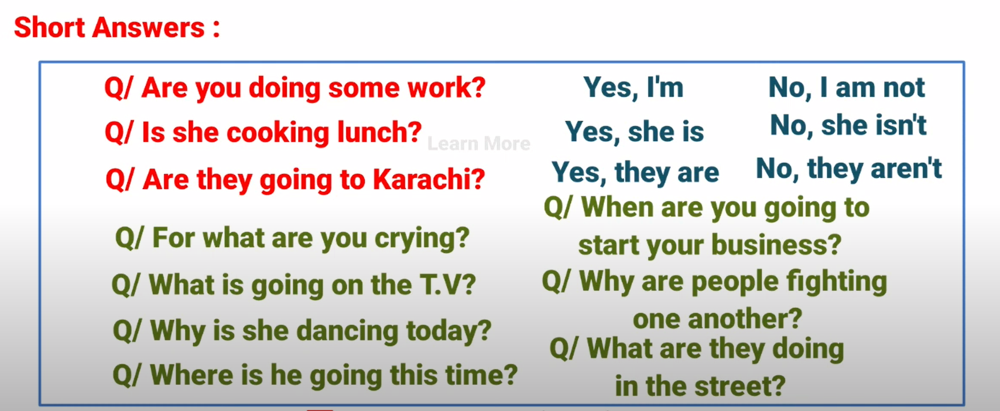 Short Answers :
Q/ Are you doing some work? Yes, I'm No, I am not
Q/ Is she cooking lunch? Yes, she is No, she isn't
Learn More
Q/ Are they going to Karachi? Yes, they are No, they aren't
Q/ For what are you crying?
Q/ What is going on the T.V?
Q/ Why is she dancing today?
Q/ Where is he going this time?
Q/ When are you going to
start your business?
Q/ Why are people fighting
one another?
Q/ What are they doing
in the street?